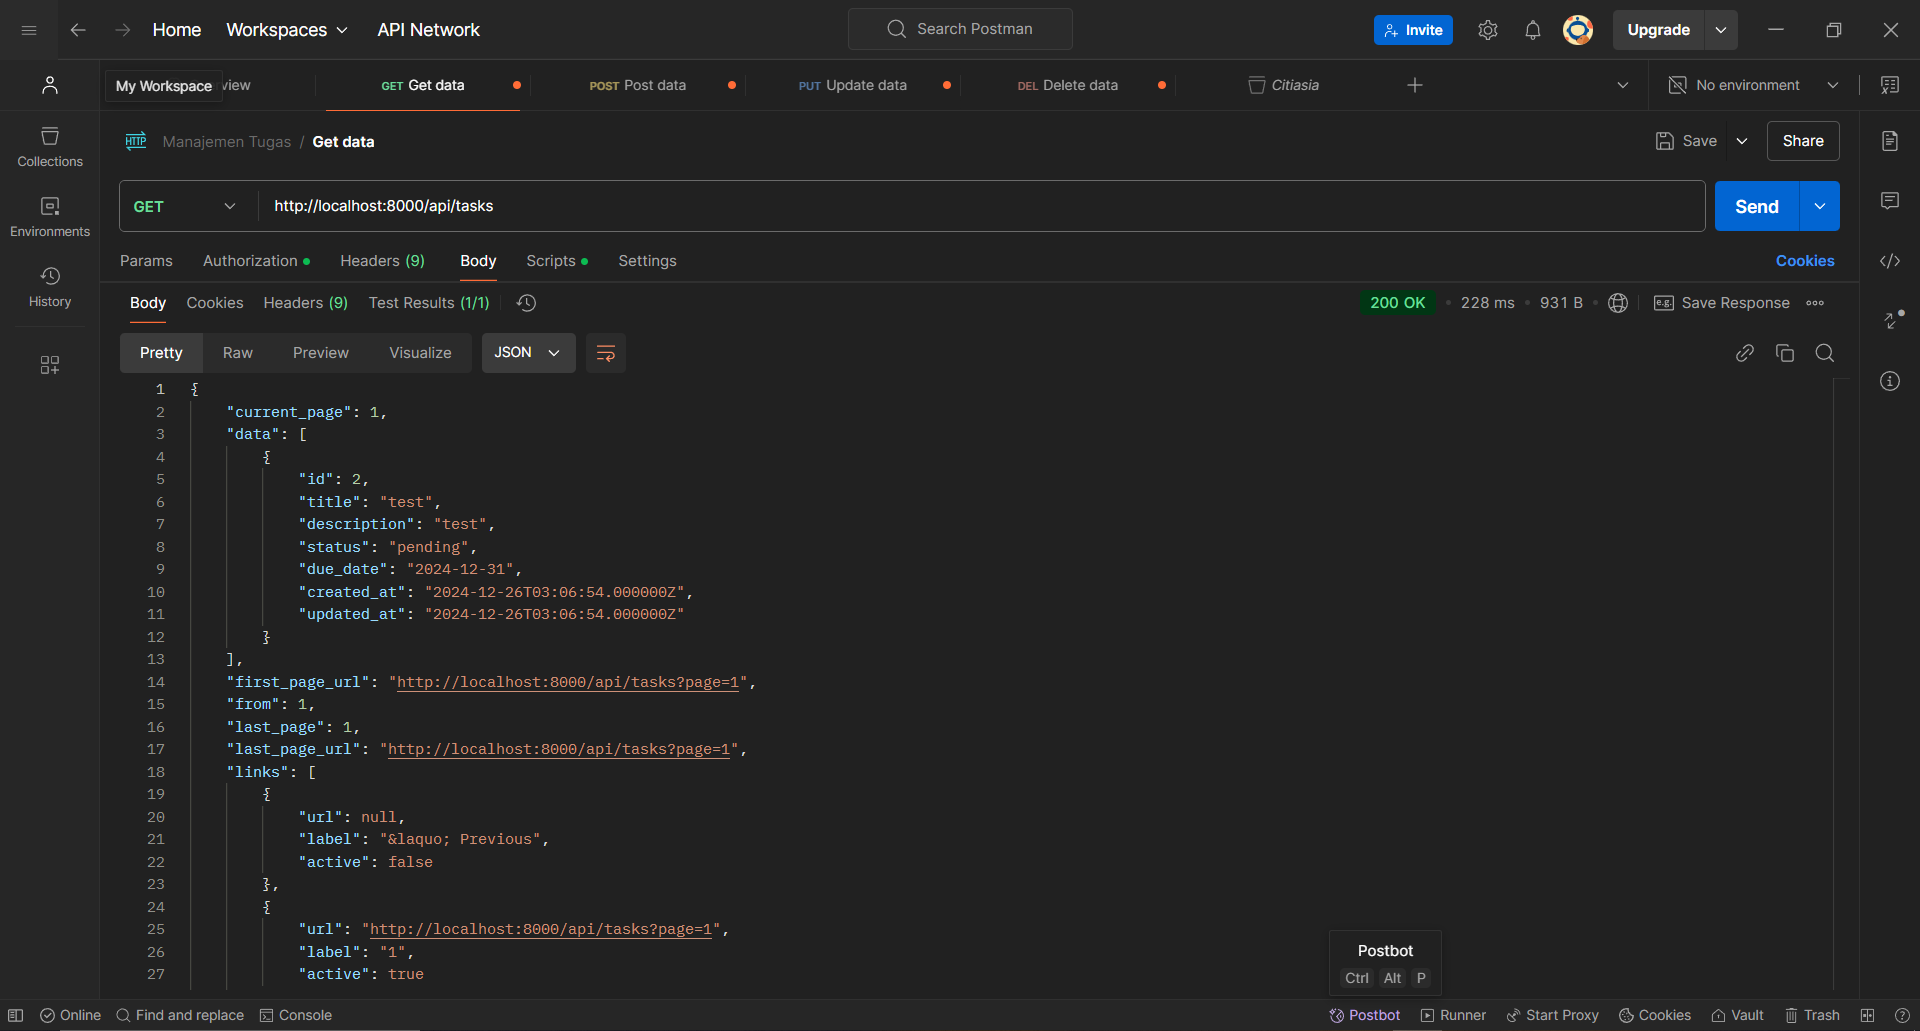 Home Workspaces API Network Search Postman Invite Upgrade
My Workspace view GET Get data POST Post data PUT Update data DEL Delete data Citiasia No environment
HTTP Manajemen Tugas / Get data Save Share
Collections
GET http://localhost:8000/api/tasks Send
Environments
Params Authorization Headers (9) Body Scripts Settings Cookies
History
Body Cookies Headers (9) Test Results (1/1) 200 OK 228 ms 931 B e.g. Save Response
Pretty Raw Preview Visualize JSON
1 {
2 "current_page": 1,
3 "data": [
4 {
5 "id": 2,
6 "title": "test",
7 "description": "test",
8 "status": "pending",
9 "due_date": "2024-12-31",
10 "created_at": "2024-12-26T03:06:54.000000Z",
11 "updated_at": "2024-12-26T03:06:54.000000Z"
12 }
13 ],
14 "first_page_url": "http://localhost:8000/api/tasks?page=1",
15 "from": 1,
16 "last_page": 1,
17 "last_page_url": "http://localhost:8000/api/tasks?page=1",
18 "links": [
19 {
20 "url": null,
21 "label": "&laquo; Previous",
22 "active": false
23 },
24 {
25 "url": "http://localhost:8000/api/tasks?page=1",
26 "label": "1",
27 "active": true
Postbot
Ctrl Alt P
Online Find and replace Console Postbot Runner Start Proxy Cookies Vault Trash